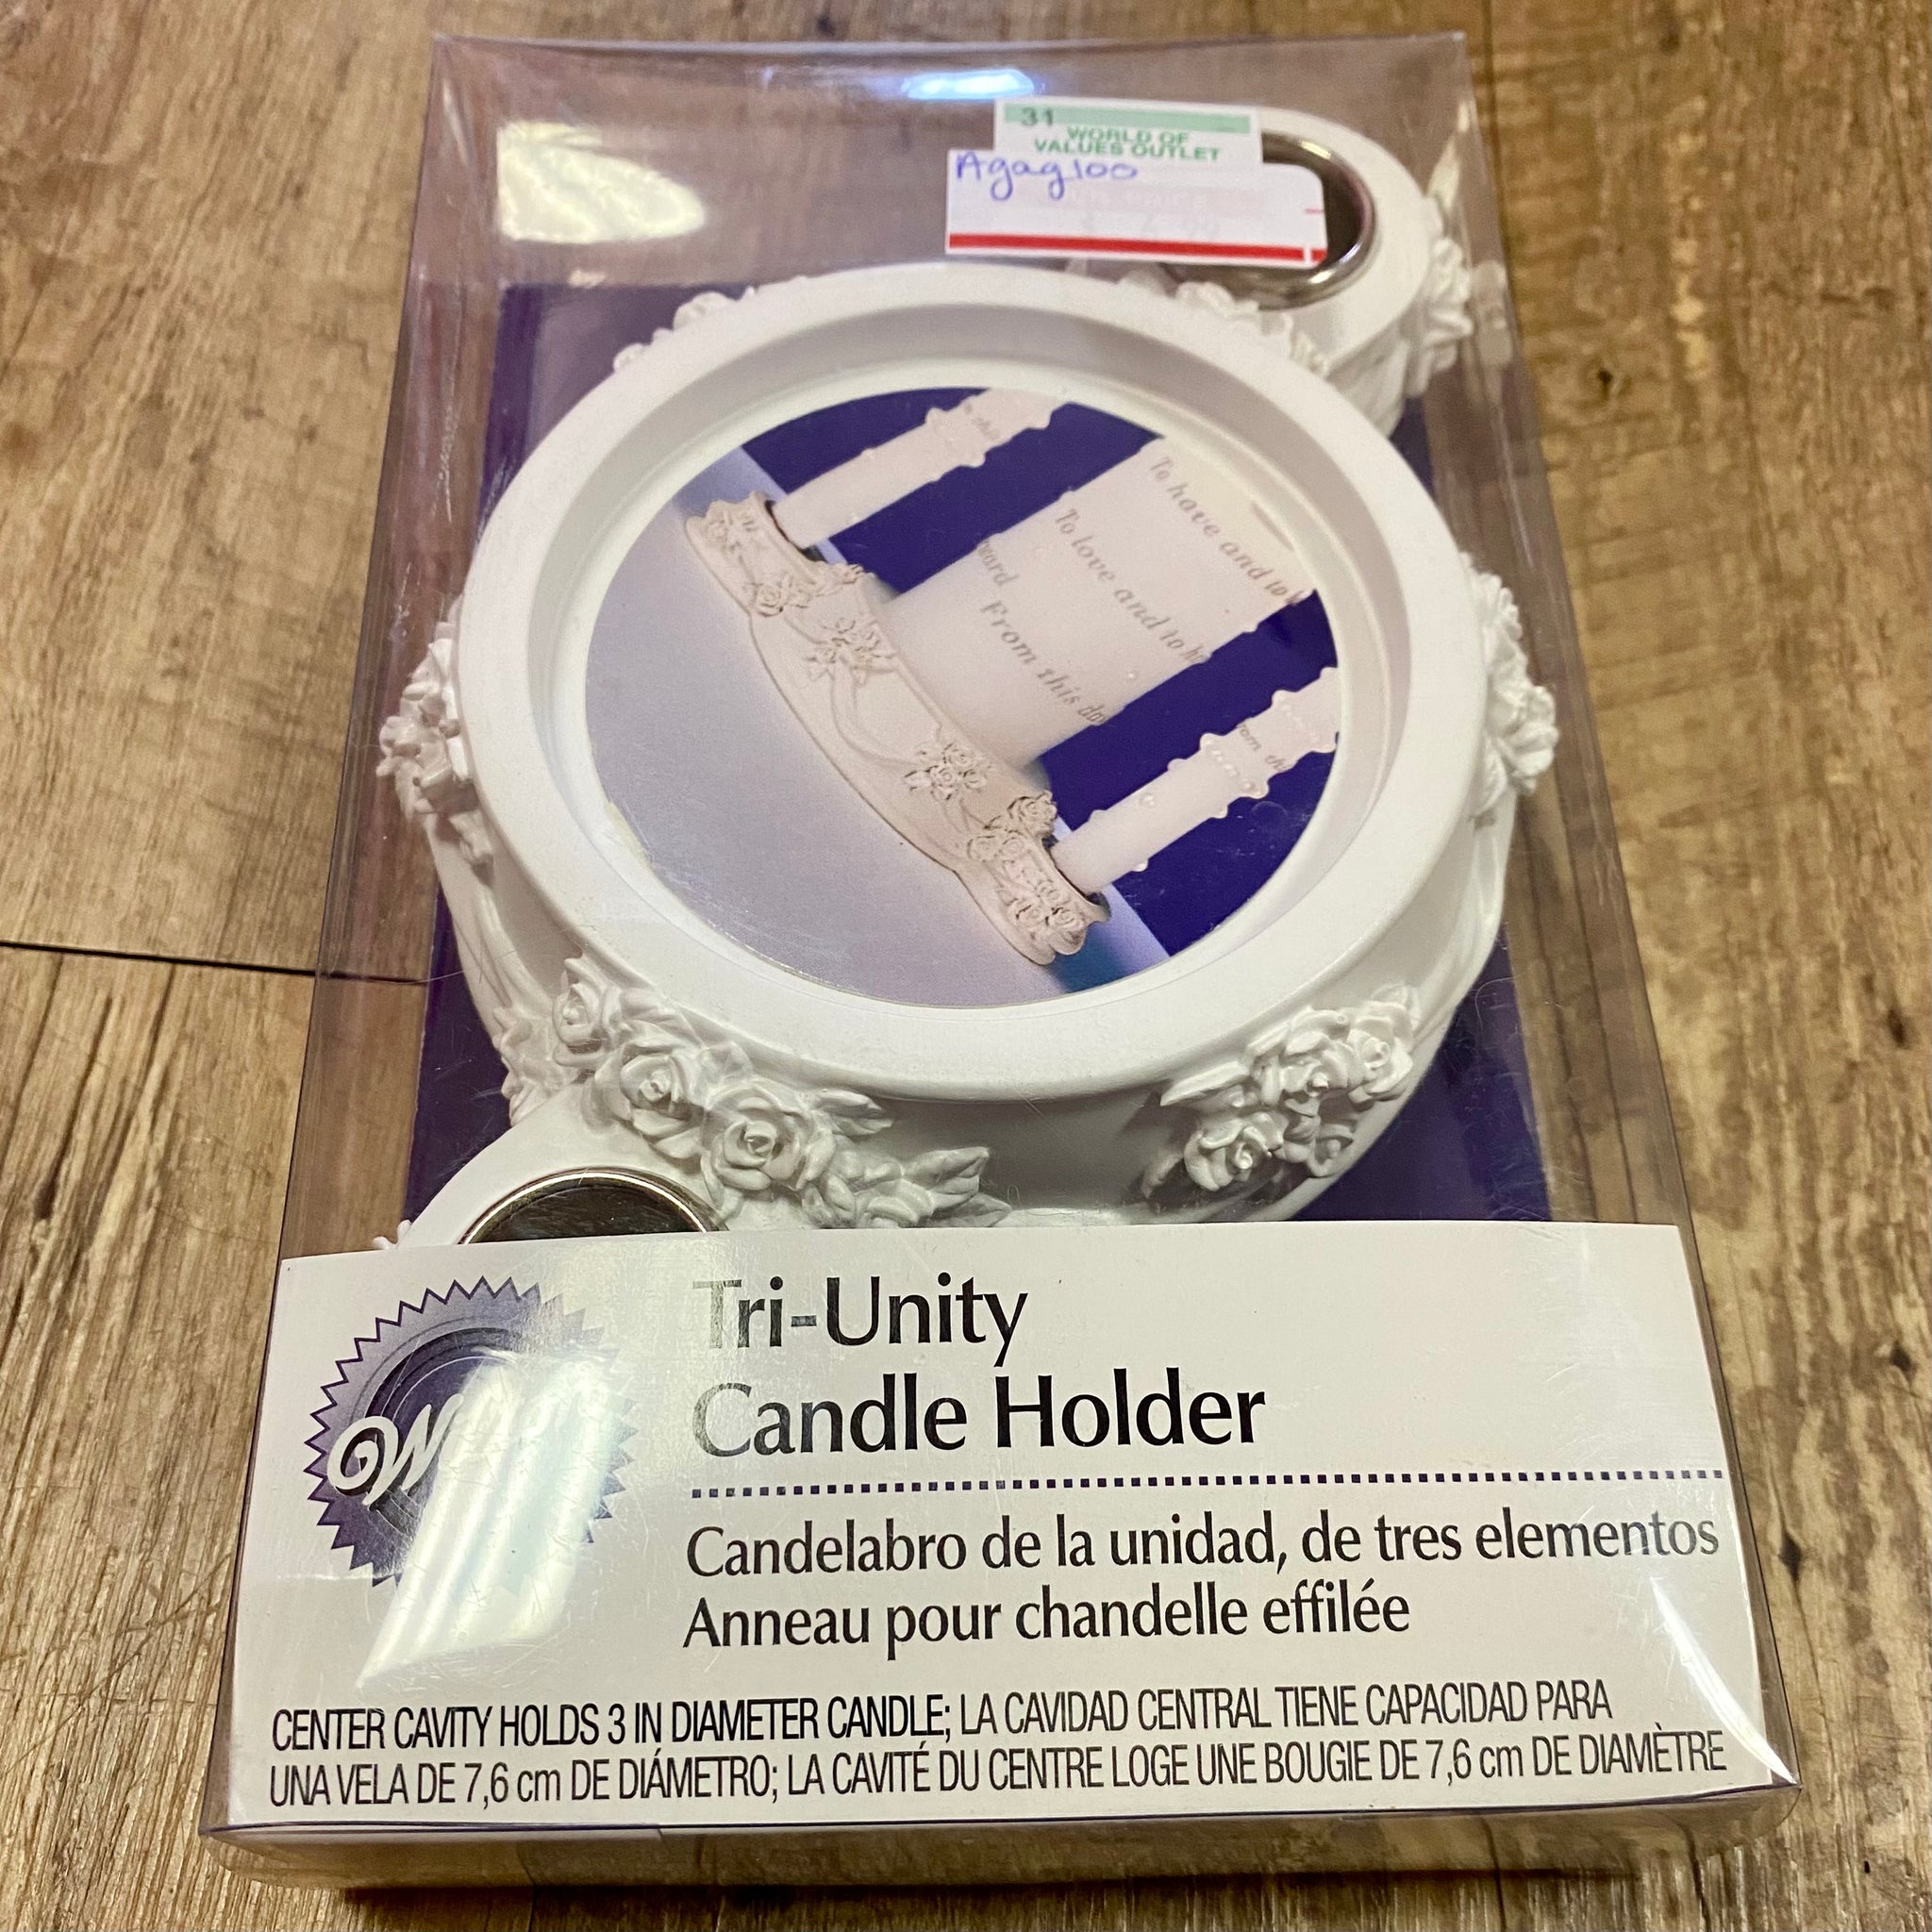 31
WORLD OF
VALUES OUTLET
Agag100
To have and to
To love and to
ward From this
Tri-Unity
Candle Holder
Candelabro de la unidad, de tres elementos
Anneau pour chandelle effilée
CENTER CAVITY HOLDS 3 IN DIAMETER CANDLE; LA CAVIDAD CENTRAL TIENE CAPACIDAD PARA
UNA VELA DE 7,6 cm DE DIÁMETRO; LA CAVITÉ DU CENTRE LOGE UNE BOUGIE DE 7,6 cm DE DIAMÈTRE